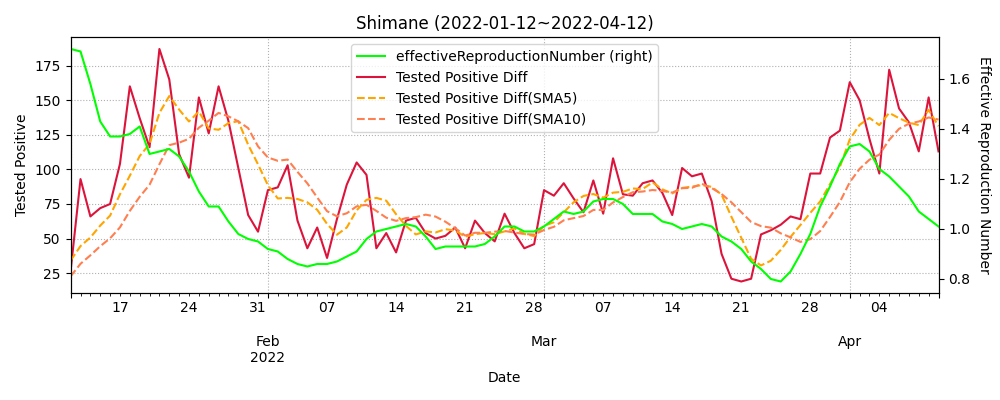 Shimane (2022-01-12~2022-04-12)
effectiveReproductionNumber (right)
Tested Positive Diff
Tested Positive Diff(SMA5)
Tested Positive Diff(SMA10)
Tested Positive
175
150
125
100
75
50
25
Effective Reproduction Number
1.6
1.4
1.2
1.0
0.8
17 24 31 07 14 21 28 07 14 21 28 04
Feb Mar Apr
2022
Date